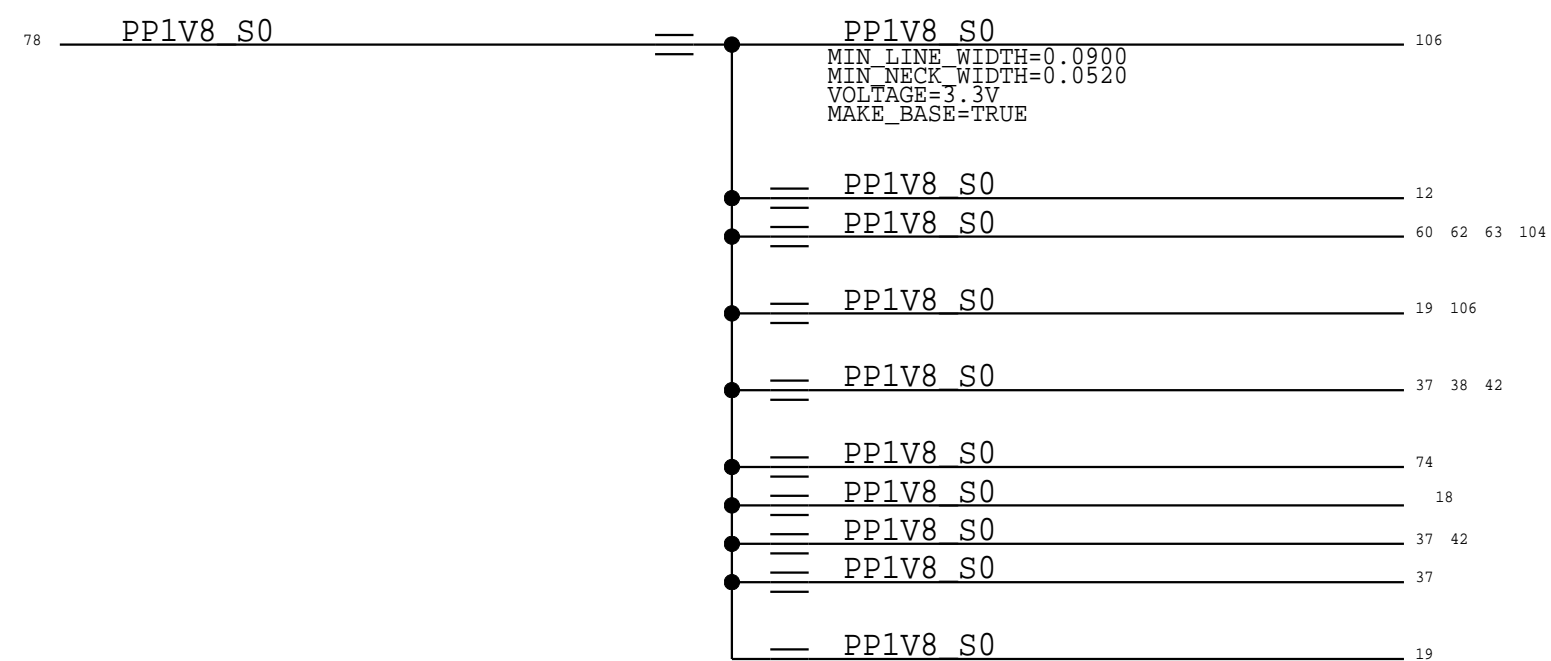 78 PP1V8_S0 PP1V8_S0 106
MIN_LINE_WIDTH=0.0900
MIN_NECK_WIDTH=0.0520
VOLTAGE=3.3V
MAKE_BASE=TRUE
PP1V8_S0 12
PP1V8_S0 60 62 63 104
PP1V8_S0 19 106
PP1V8_S0 37 38 42
PP1V8_S0 74
PP1V8_S0 18
PP1V8_S0 37 42
PP1V8_S0 37
PP1V8_S0 19